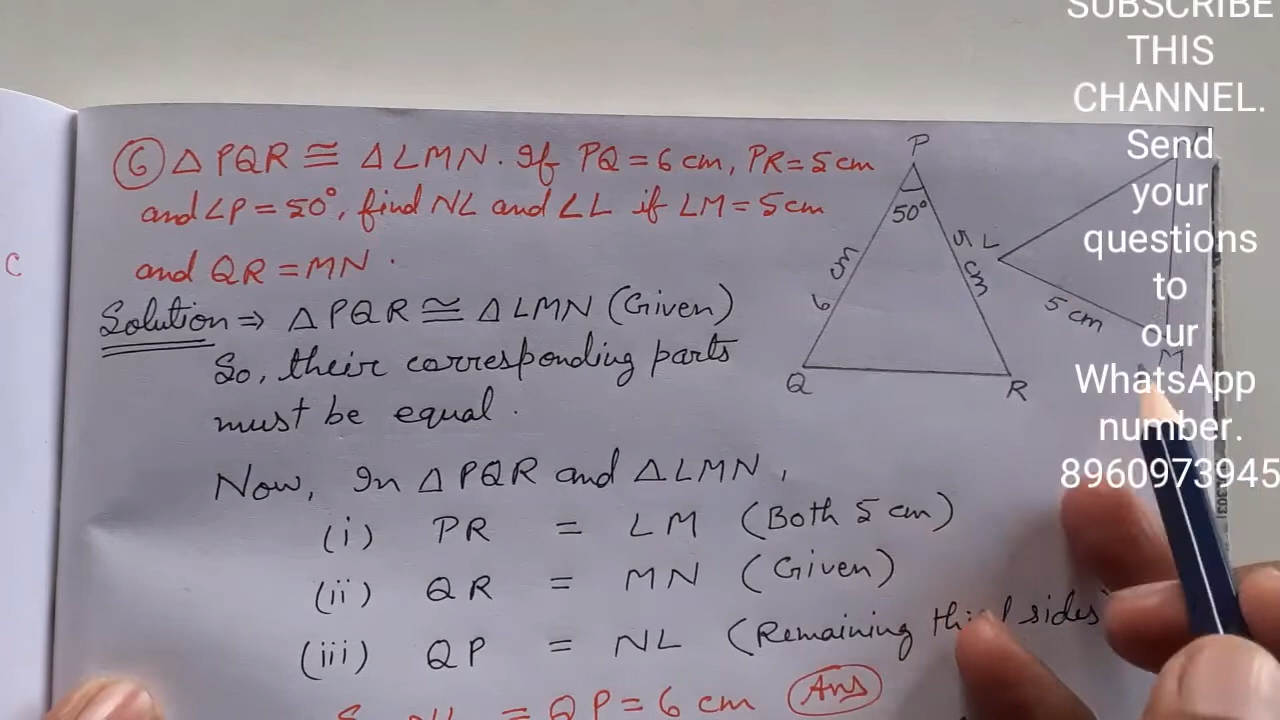 ⑥ △PQR ≅ △LMN. If PQ = 6 cm, PR = 5 cm
and ∠P = 50°, find NL and ∠L if LM = 5 cm
and QR = MN.
C
Solution ⇒ △PQR ≅ △LMN (Given)
So, their corresponding parts
must be equal.
Now, In △PQR and △LMN,
(i) PR = LM (Both 5 cm)
(ii) QR = MN (Given)
(iii) QP = NL (Remaining third sides
= QP = 6 cm (Ans)
P
50°
6 cm
5 cm
Q
R
L
5 cm
M
SUBSCRIBE
THIS
CHANNEL.
Send
your
questions
to
our
WhatsApp
number.
8960973945